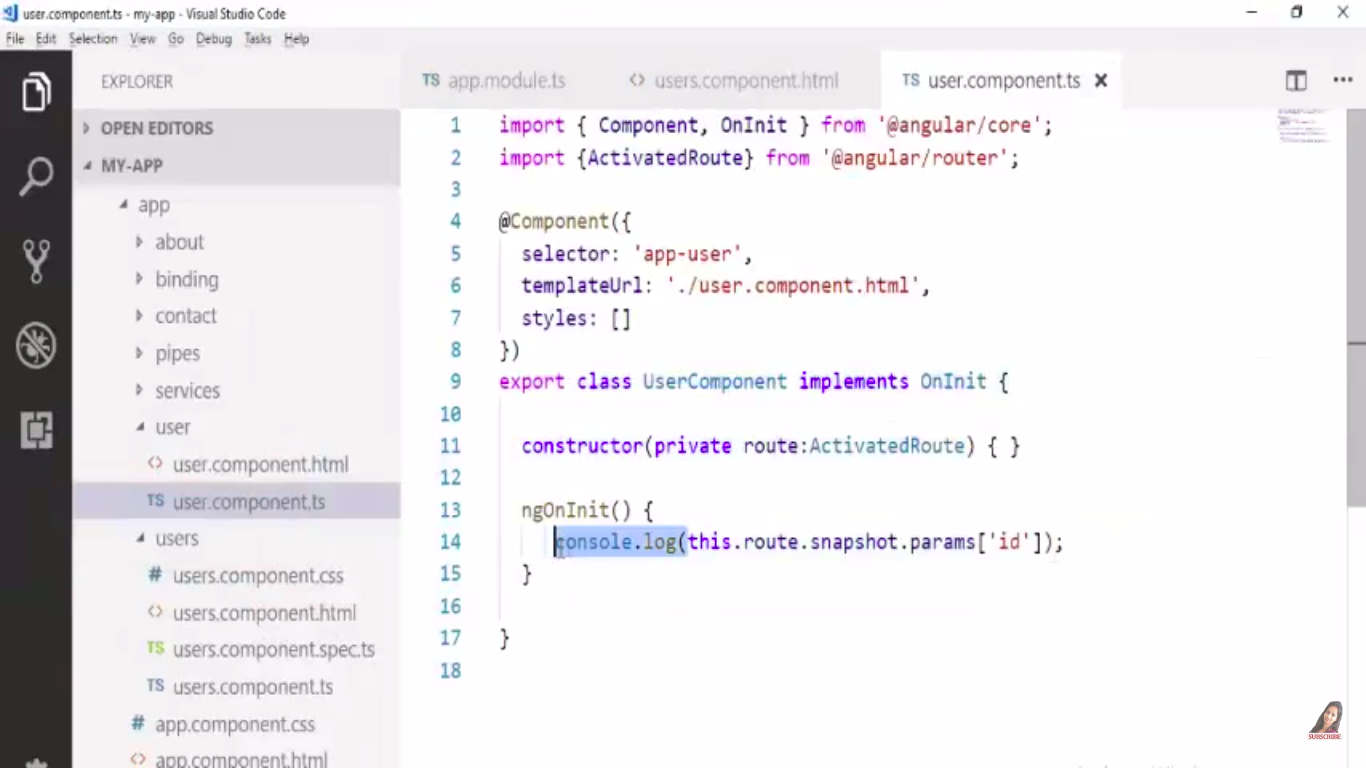 user.component.ts - my-app - Visual Studio Code
File Edit Selection View Go Debug Tasks Help
EXPLORER
OPEN EDITORS
MY-APP
app
about
binding
contact
pipes
services
user
user.component.html
TS user.component.ts
users
# users.component.css
users.component.html
TS users.component.spec.ts
TS users.component.ts
# app.component.css
app.component.html
TS app.module.ts
<> users.component.html
TS user.component.ts
1 import { Component, OnInit } from '@angular/core';
2 import {ActivatedRoute} from '@angular/router';
3
4 @Component({
5 selector: 'app-user',
6 templateUrl: './user.component.html',
7 styles: []
8 })
9 export class UserComponent implements OnInit {
10
11 constructor(private route:ActivatedRoute) { }
12
13 ngOnInit() {
14 console.log(this.route.snapshot.params['id']);
15 }
16
17 }
18
SUBSCRIBE